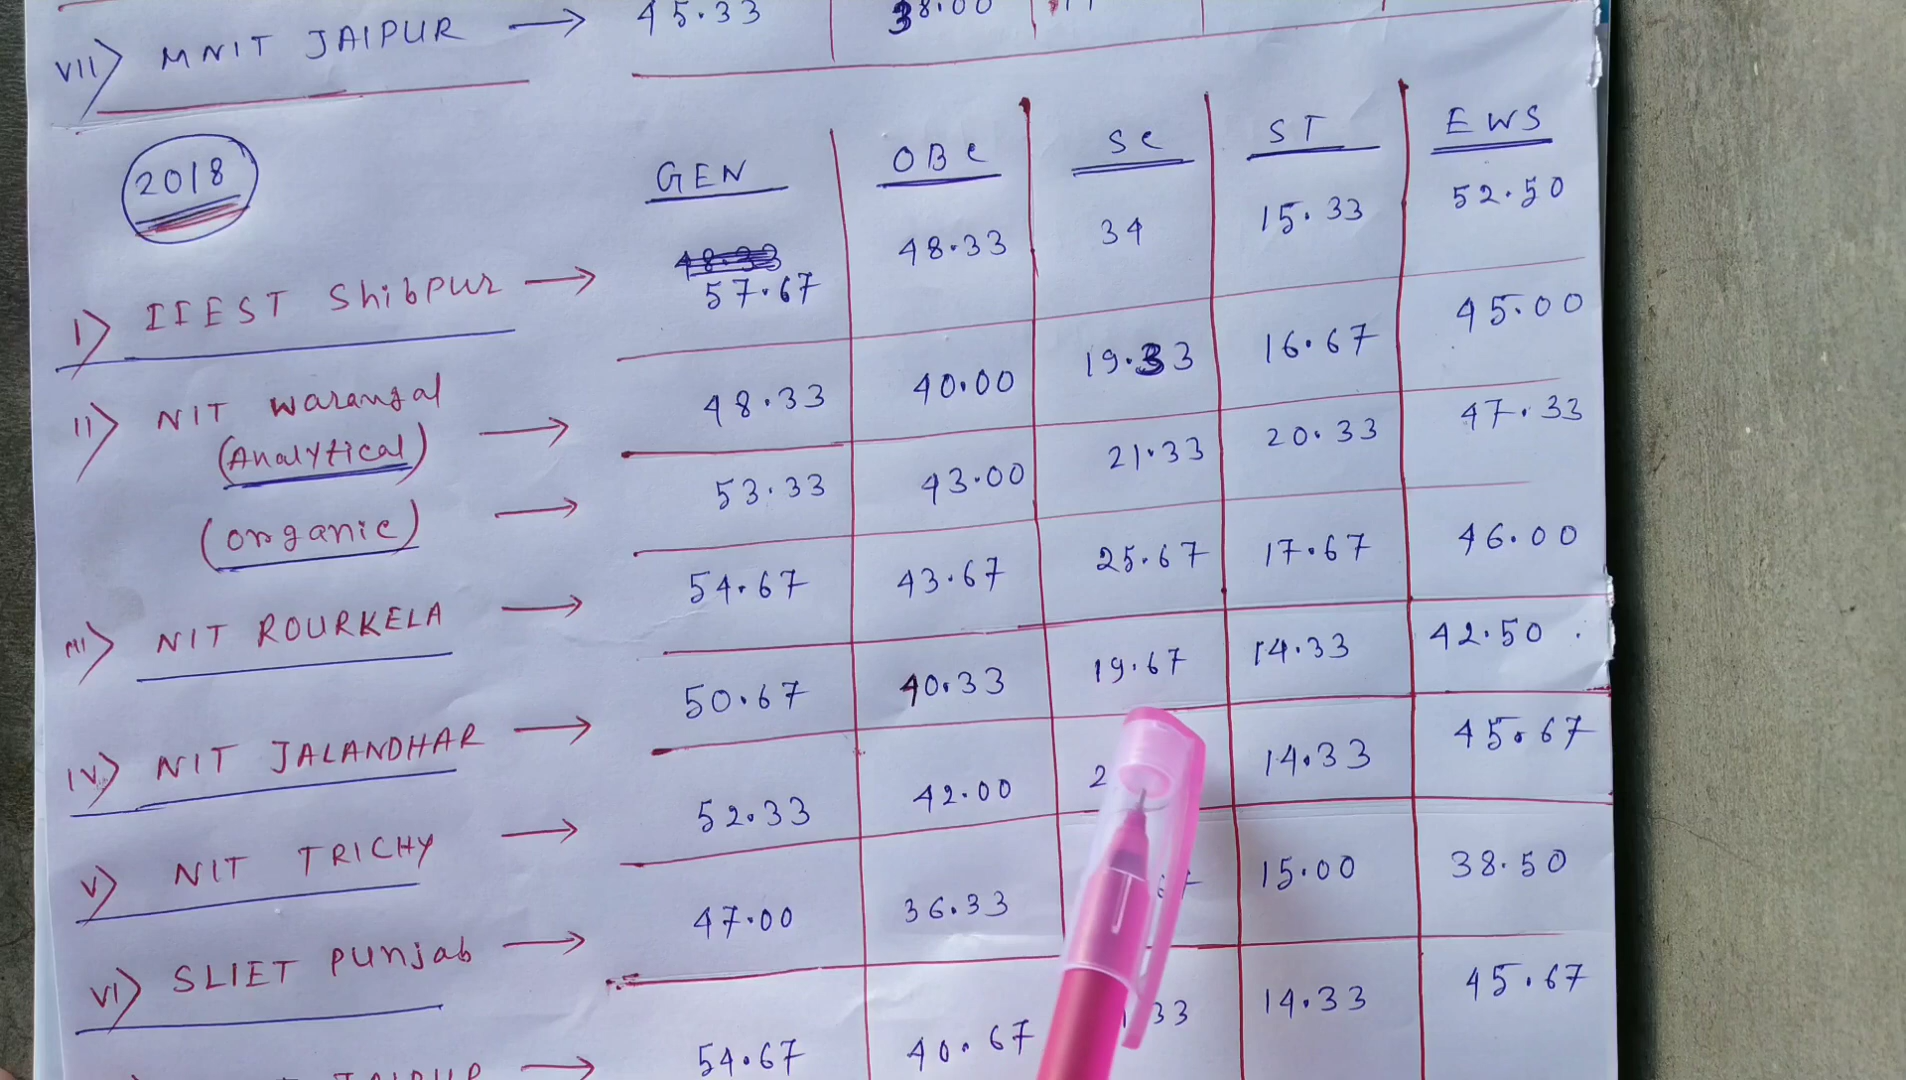 VII) MNIT JAIPUR → 45.33 38.00
2018 GEN OBC SC ST EWS
I) IIEST Shibpur → 57.67 48.33 34 15.33 52.50
II) NIT Warangal
(Analytical) → 48.33 40.00 19.33 16.67 45.00
(organic) → 53.33 43.00 21.33 20.33 47.33
III) NIT ROURKELA → 54.67 43.67 25.67 17.67 46.00
IV) NIT JALANDHAR → 50.67 40.33 19.67 14.33 42.50
V) NIT TRICHY → 52.33 42.00 14.33 45.67
VI) SLIET Punjab → 47.00 36.33 15.00 38.50
→ 54.67 40.67 14.33 45.67